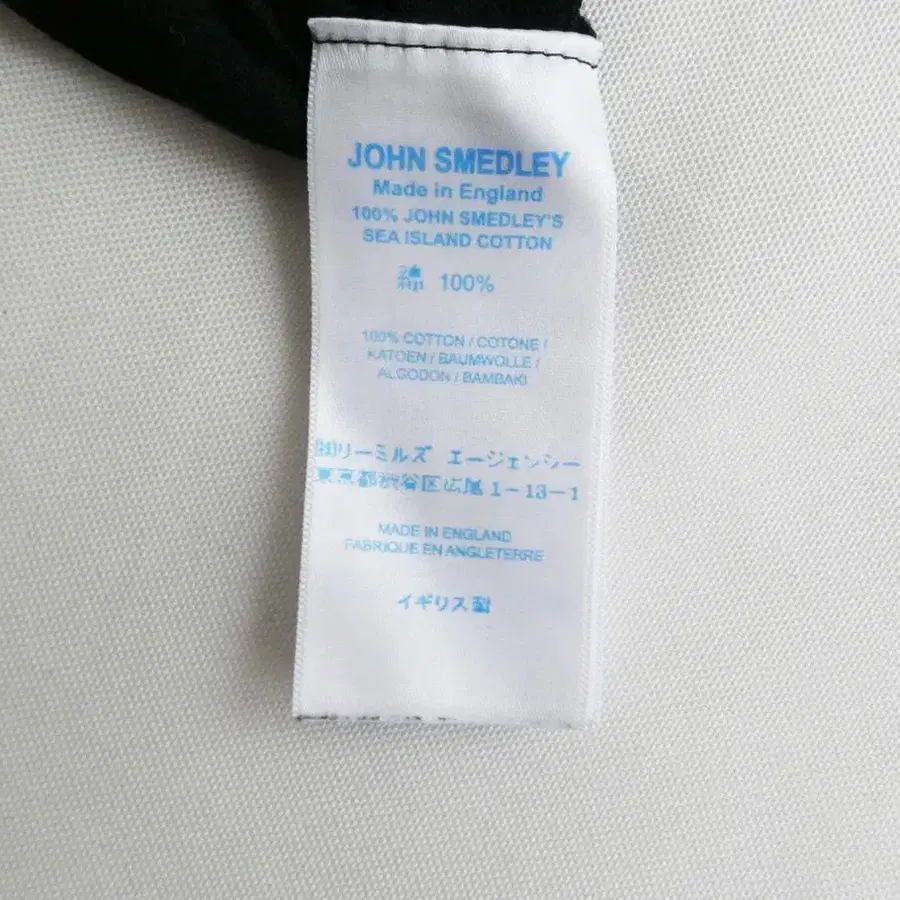 JOHN SMEDLEY
Made in England
100% JOHN SMEDLEY'S
SEA ISLAND COTTON
綿 100%
100% COTTON / COTONE /
KATOEN / BAUMWOLLE /
ALGODON / BAMBAKI
㈱リーミルズ エージェンシー
東京都渋谷区広尾1-13-1
MADE IN ENGLAND
FABRIQUE EN ANGLETERRE
イギリス製